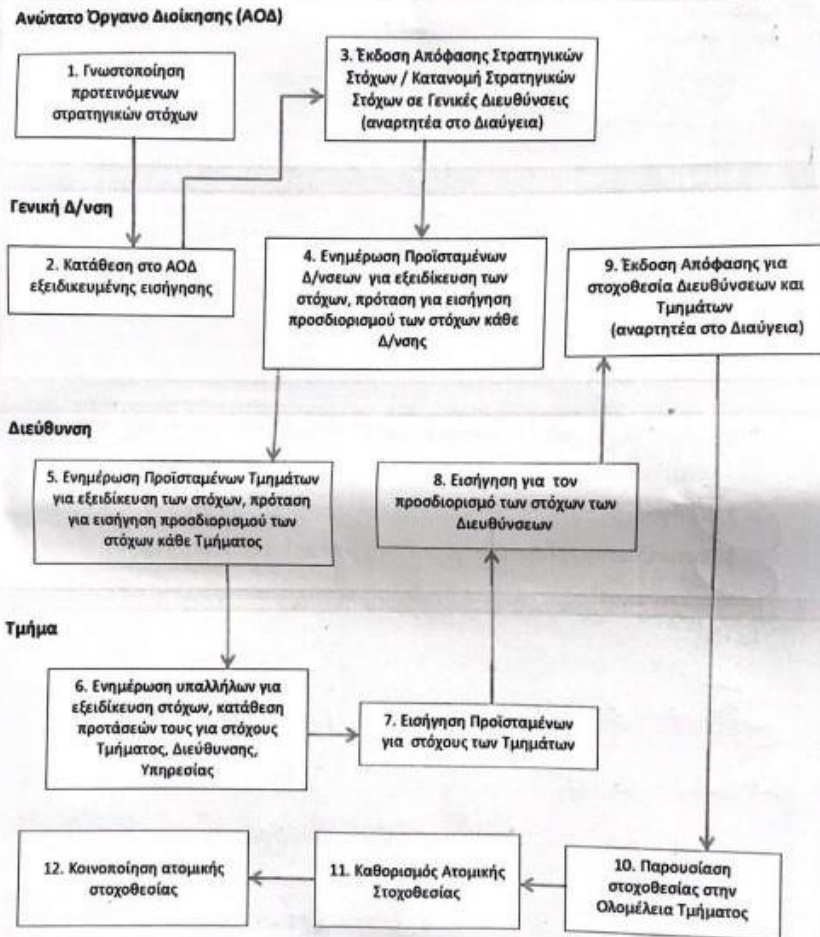 Ανώτατο Όργανο Διοίκησης (ΑΟΔ)
1. Γνωστοποίηση
προτεινόμενων
στρατηγικών στόχων
3. Έκδοση Απόφασης Στρατηγικών
Στόχων / Κατανομή Στρατηγικών
Στόχων σε Γενικές Διευθύνσεις
(αναρτητέα στο Διαύγεια)
Γενική Δ/νση
2. Κατάθεση στο ΑΟΔ
εξειδικευμένης εισήγησης
4. Ενημέρωση Προϊσταμένων
Δ/νσεων για εξειδίκευση των
στόχων, πρόταση για εισήγηση
προσδιορισμού των στόχων κάθε
Δ/νσης
9. Έκδοση Απόφασης για
στοχοθεσία Διευθύνσεων και
Τμημάτων
(αναρτητέα στο Διαύγεια)
Διεύθυνση
5. Ενημέρωση Προϊσταμένων Τμημάτων
για εξειδίκευση των στόχων, πρόταση
για εισήγηση προσδιορισμού των
στόχων κάθε Τμήματος
8. Εισήγηση για τον
προσδιορισμό των στόχων των
Διευθύνσεων
Τμήμα
6. Ενημέρωση υπαλλήλων για
εξειδίκευση στόχων, κατάθεση
προτάσεών τους για στόχους
Τμήματος, Διεύθυνσης,
Υπηρεσίας
7. Εισήγηση Προϊσταμένων
για στόχους των Τμημάτων
12. Κοινοποίηση ατομικής
στοχοθεσίας
11. Καθορισμός Ατομικής
Στοχοθεσίας
10. Παρουσίαση
στοχοθεσίας στην
Ολομέλεια Τμήματος